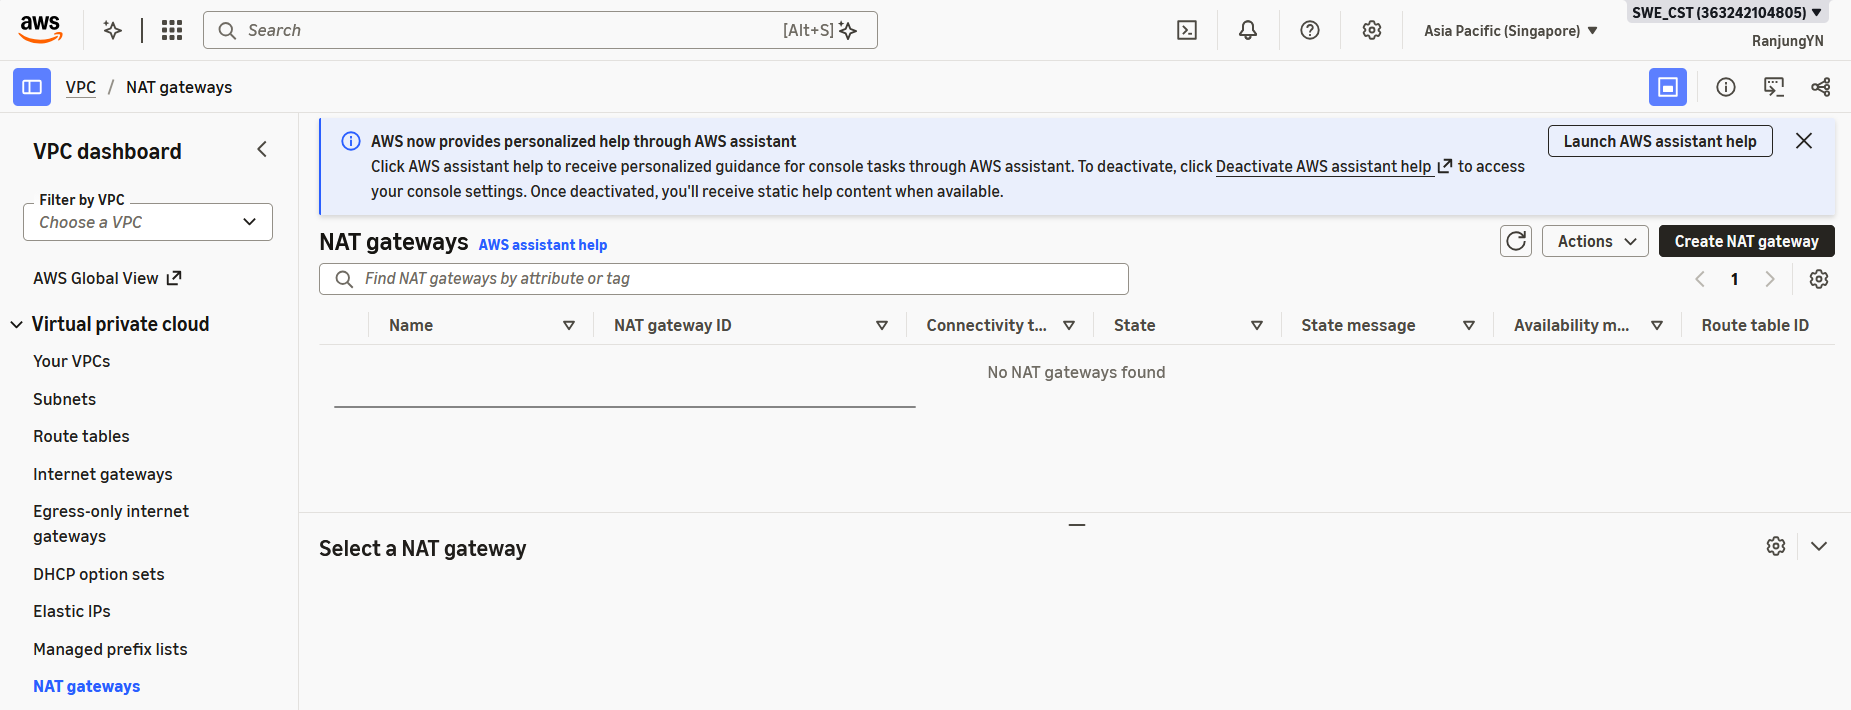 aws
Search [Alt+S]
Asia Pacific (Singapore)
SWE_CST (363242104805)
RanjungYN
VPC / NAT gateways
VPC dashboard
Filter by VPC
Choose a VPC
AWS Global View
Virtual private cloud
Your VPCs
Subnets
Route tables
Internet gateways
Egress-only internet
gateways
DHCP option sets
Elastic IPs
Managed prefix lists
NAT gateways
AWS now provides personalized help through AWS assistant
Click AWS assistant help to receive personalized guidance for console tasks through AWS assistant. To deactivate, click Deactivate AWS assistant help to access
your console settings. Once deactivated, you'll receive static help content when available.
Launch AWS assistant help
NAT gateways AWS assistant help
Actions
Create NAT gateway
Find NAT gateways by attribute or tag
1
Name NAT gateway ID Connectivity t... State State message Availability m... Route table ID
No NAT gateways found
Select a NAT gateway